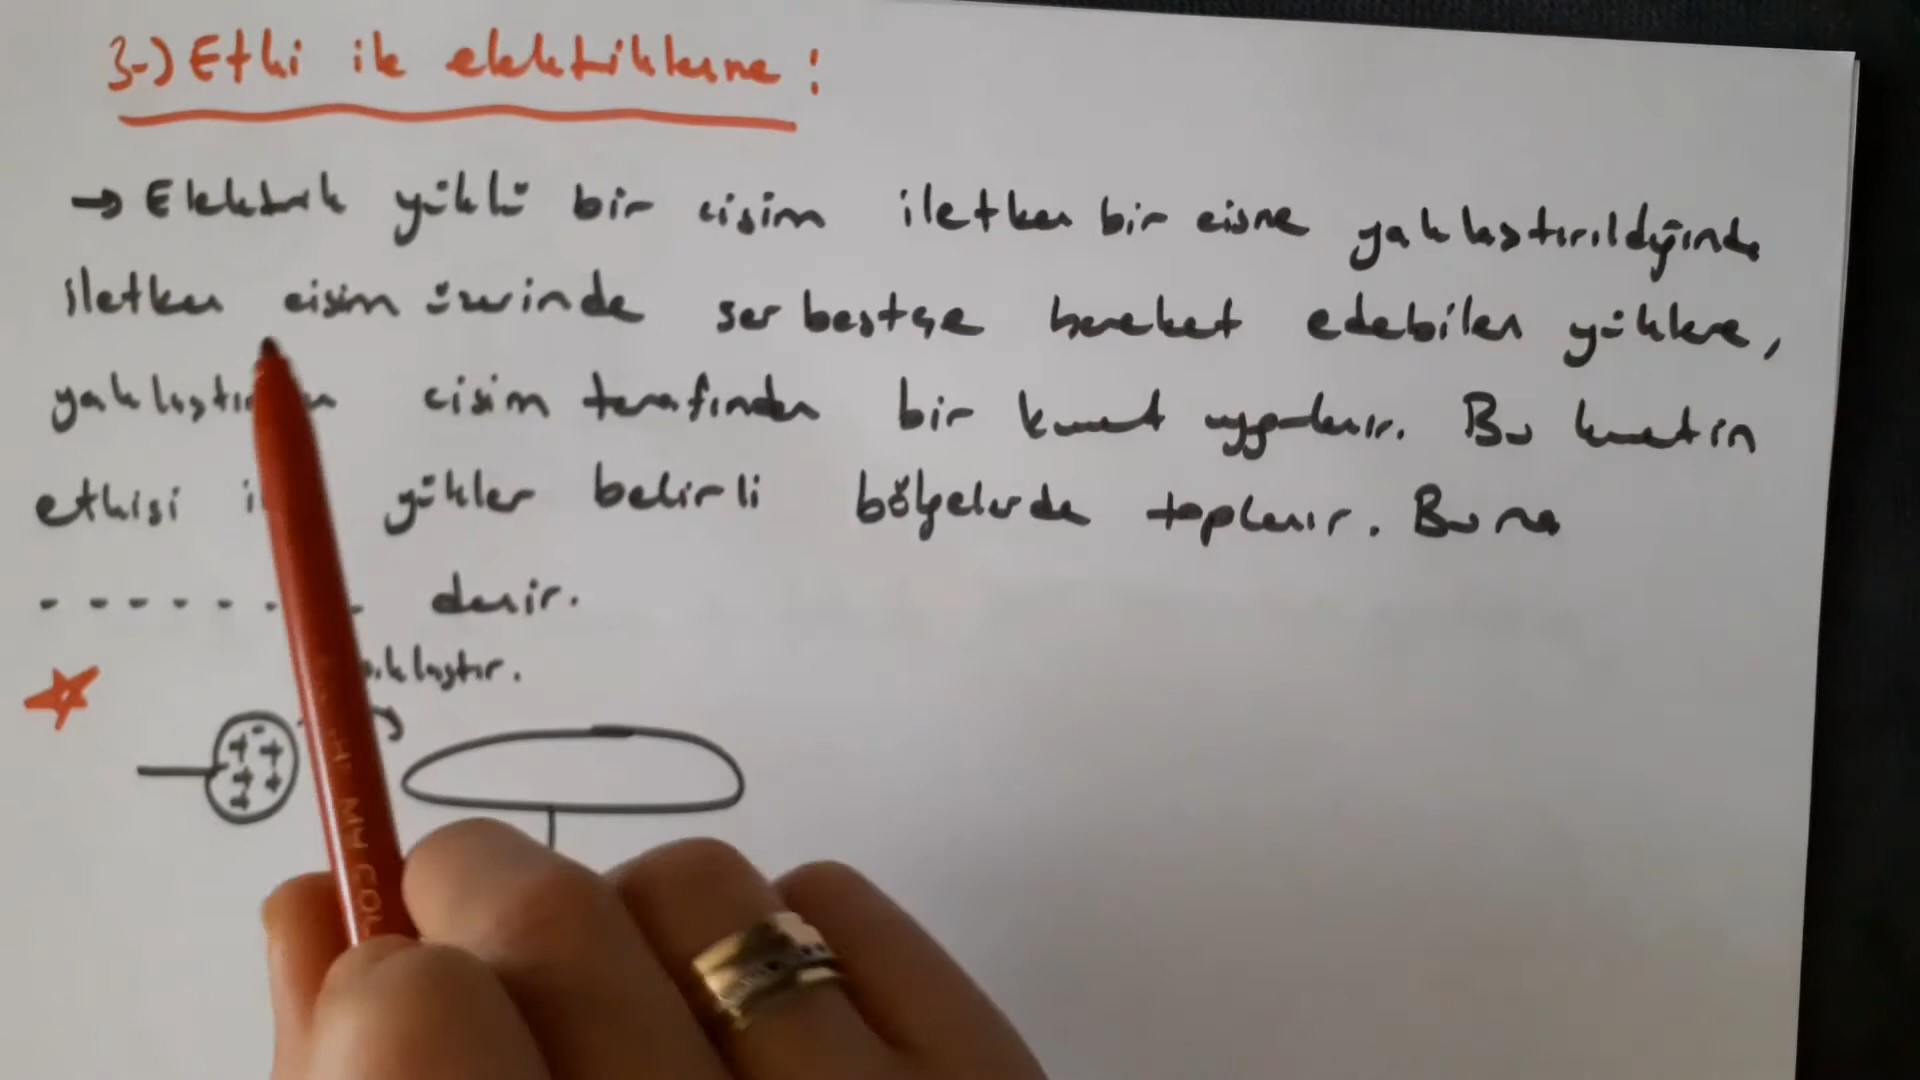 3-) Etki ile elektriklenme :
→ Elektrik yüklü bir cisim iletken bir cisme yaklaştırıldığında
iletken cisim üzerinde serbestçe hareket edebilen yüklere,
cisim tarafından bir kuvvet uygulanır. Bu kuvvetin
etkisi yükler belirli bölgelerde toplanır. Buna
- - - - - - - denir.
+ - + + + +